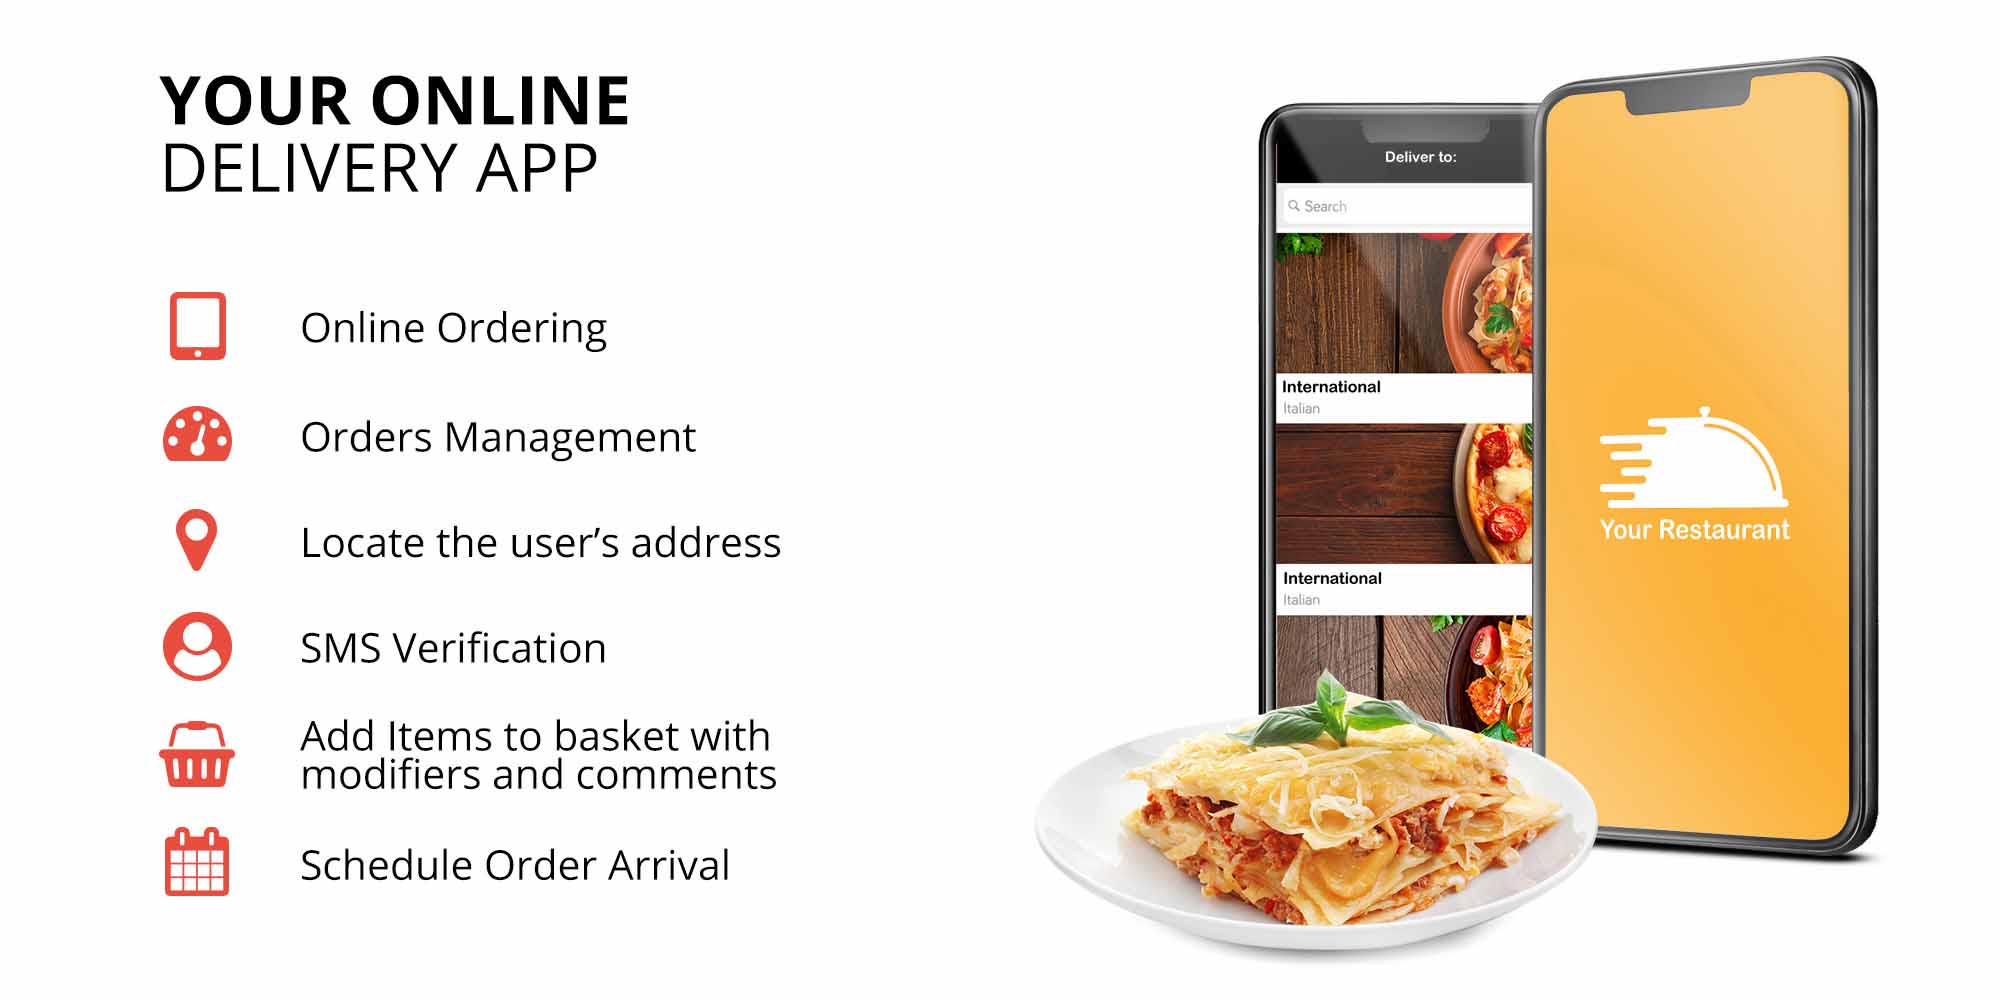 YOUR ONLINE
DELIVERY APP
Online Ordering
Orders Management
Locate the user’s address
SMS Verification
Add Items to basket with
modifiers and comments
Schedule Order Arrival
Deliver to:
Search
International
Italian
International
Italian
Your Restaurant